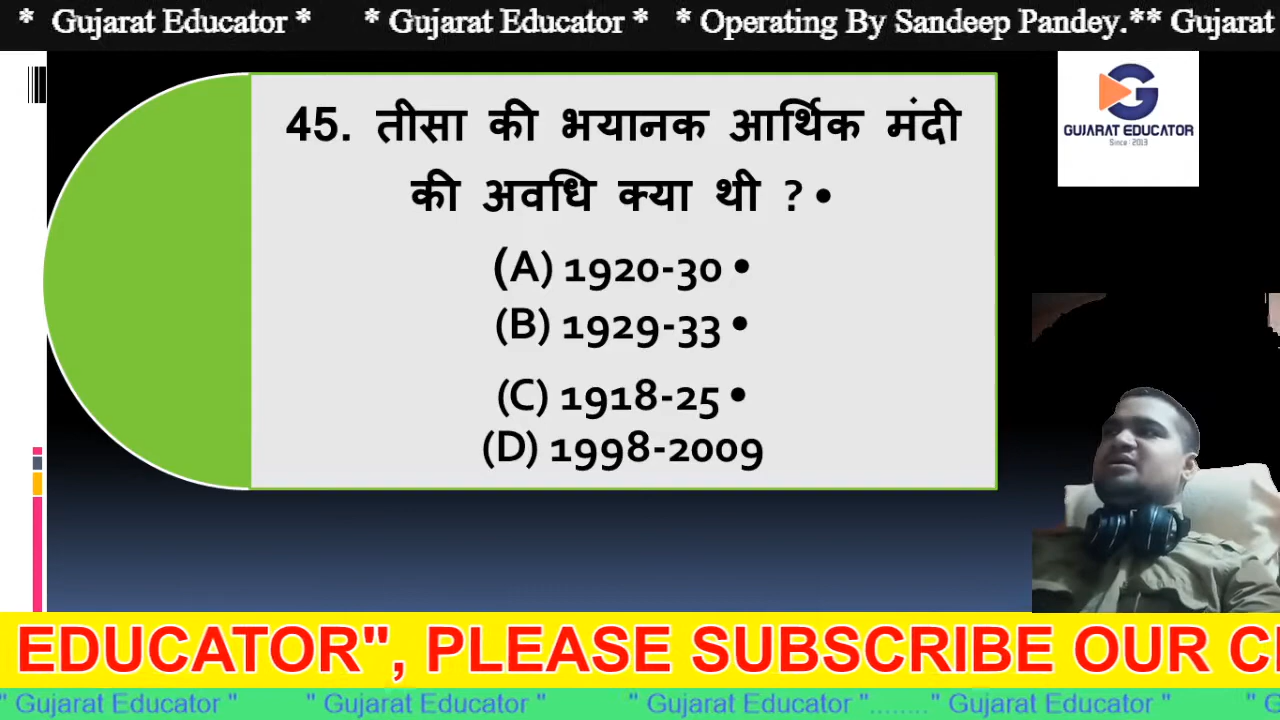 * Gujarat Educator * * Gujarat Educator * * Operating By Sandeep Pandey.** Gujarat
GUJARAT EDUCATOR
Since - 2013
45. तीसा की भयानक आर्थिक मंदी
की अवधि क्या थी ? •
(A) 1920-30 •
(B) 1929-33 •
(C) 1918-25 •
(D) 1998-2009
EDUCATOR", PLEASE SUBSCRIBE OUR
" Gujarat Educator " " Gujarat Educator " " Gujarat Educator "........" Gujarat Educator " " G